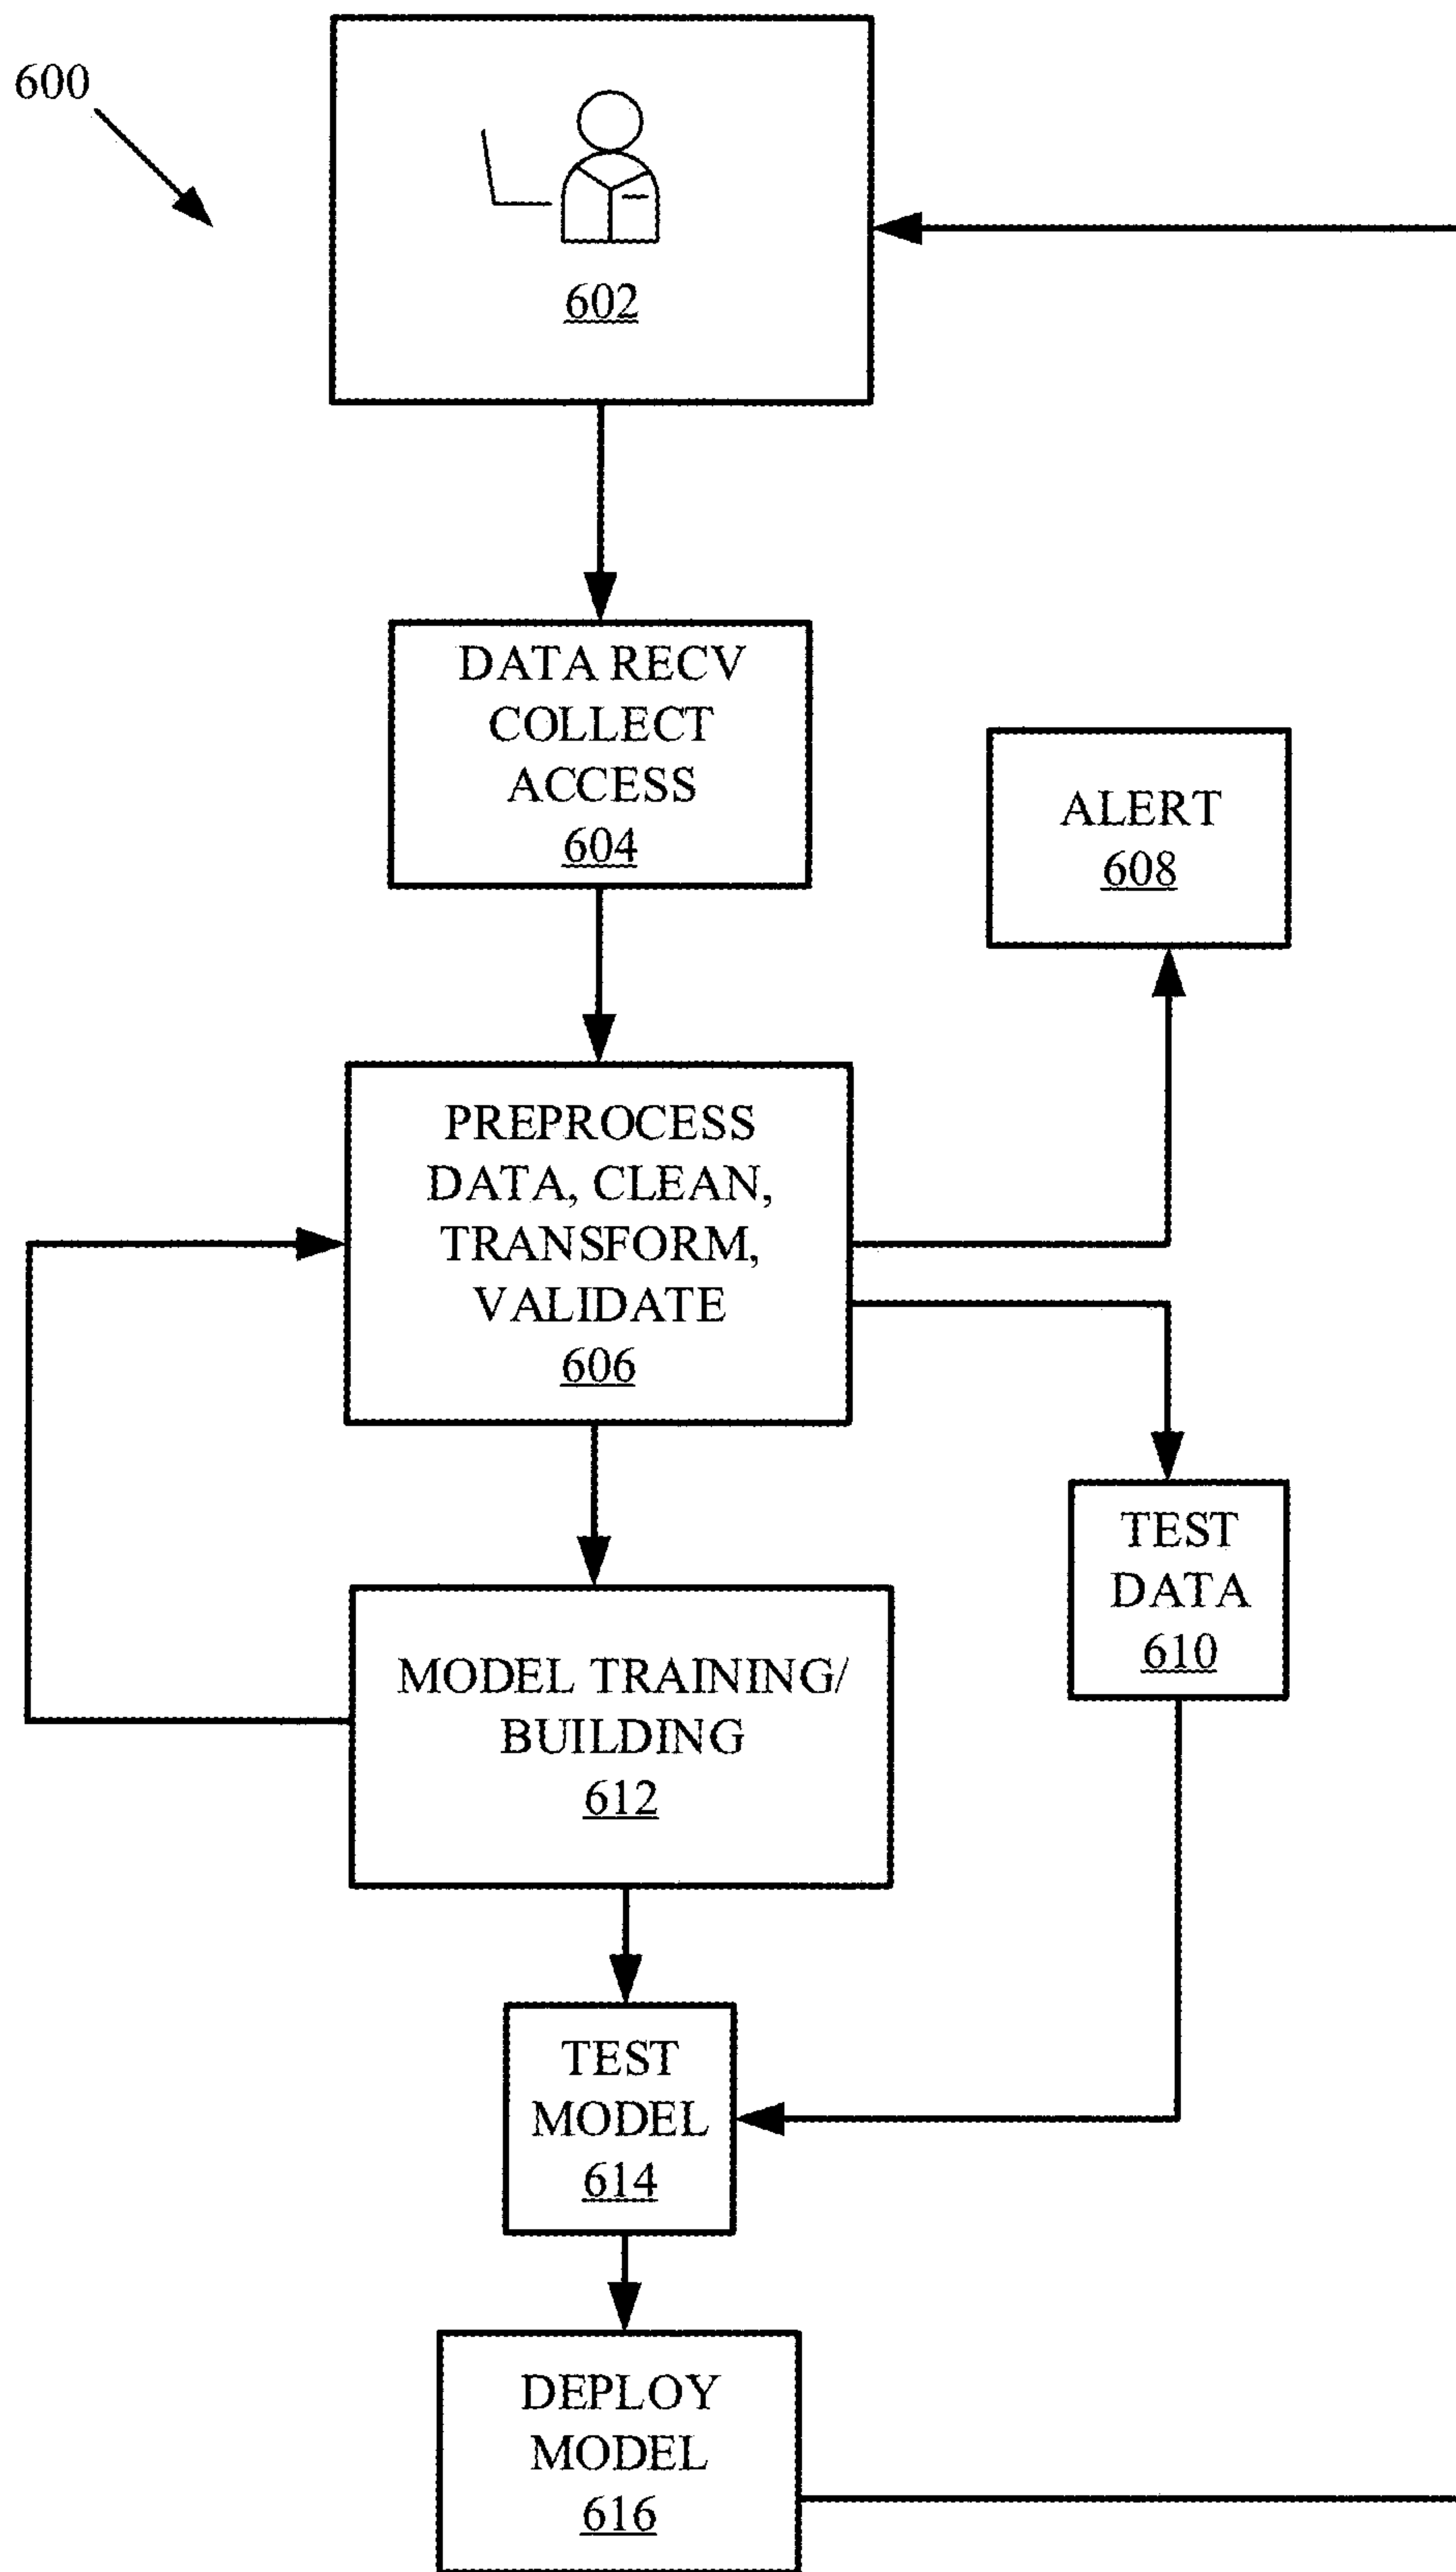 600
602
DATA RECV
COLLECT
ACCESS
604
ALERT
608
PREPROCESS
DATA, CLEAN,
TRANSFORM,
VALIDATE
606
TEST
DATA
610
MODEL TRAINING/
BUILDING
612
TEST
MODEL
614
DEPLOY
MODEL
616